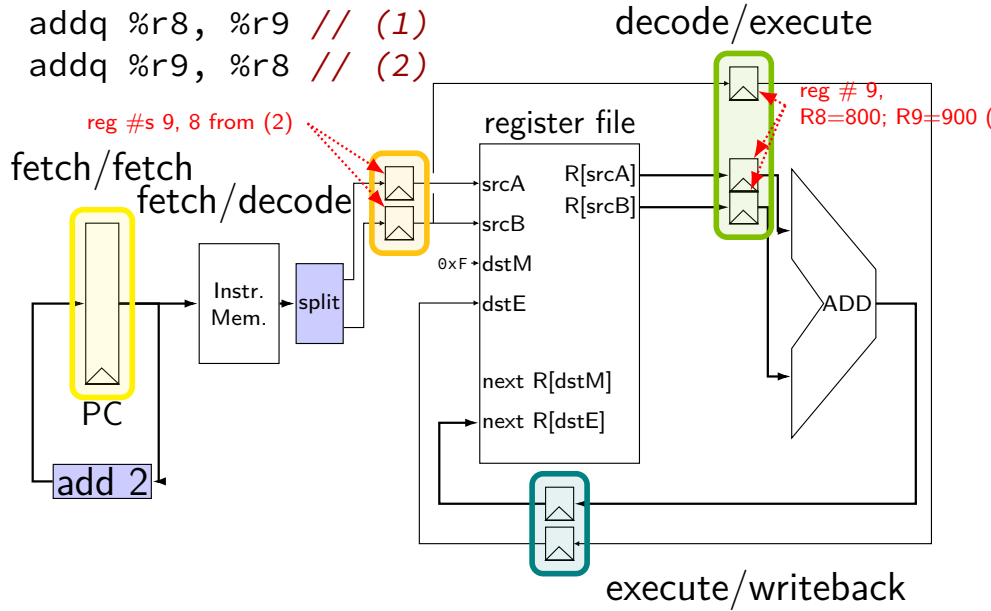 addq %r8, %r9 // (1)
addq %r9, %r8 // (2)
decode/execute
reg # 9,
R8=800; R9=900 (
reg #s 9, 8 from (2)
register file
fetch/fetch
fetch/decode
srcA
R[srcA]
srcB
R[srcB]
0xF
dstM
dstE
Instr.
Mem.
split
ADD
next R[dstM]
next R[dstE]
PC
add 2
execute/writeback